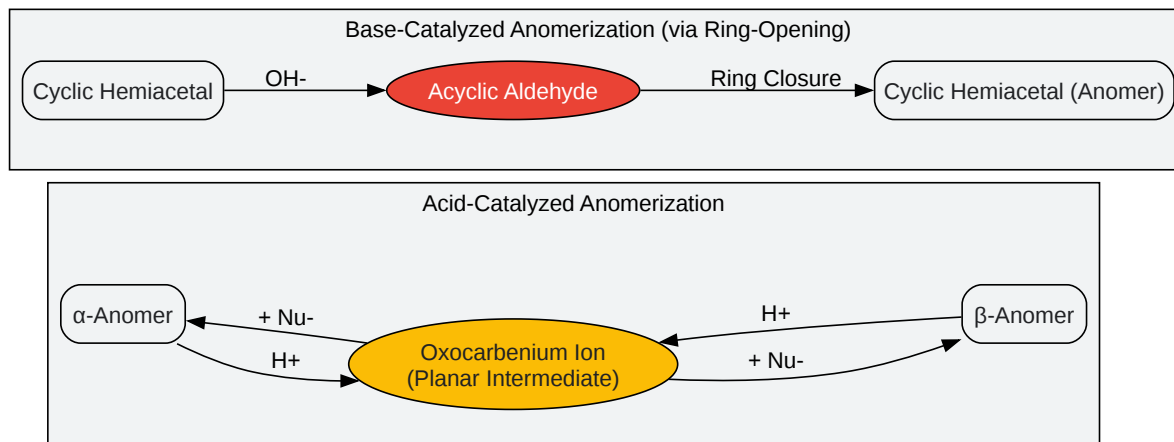 Base-Catalyzed Anomerization (via Ring-Opening)
Cyclic Hemiacetal
OH-
Acyclic Aldehyde
Ring Closure
Cyclic Hemiacetal (Anomer)
Acid-Catalyzed Anomerization
α-Anomer
+ Nu-
H+
Oxocarbenium Ion
(Planar Intermediate)
H+
+ Nu-
β-Anomer